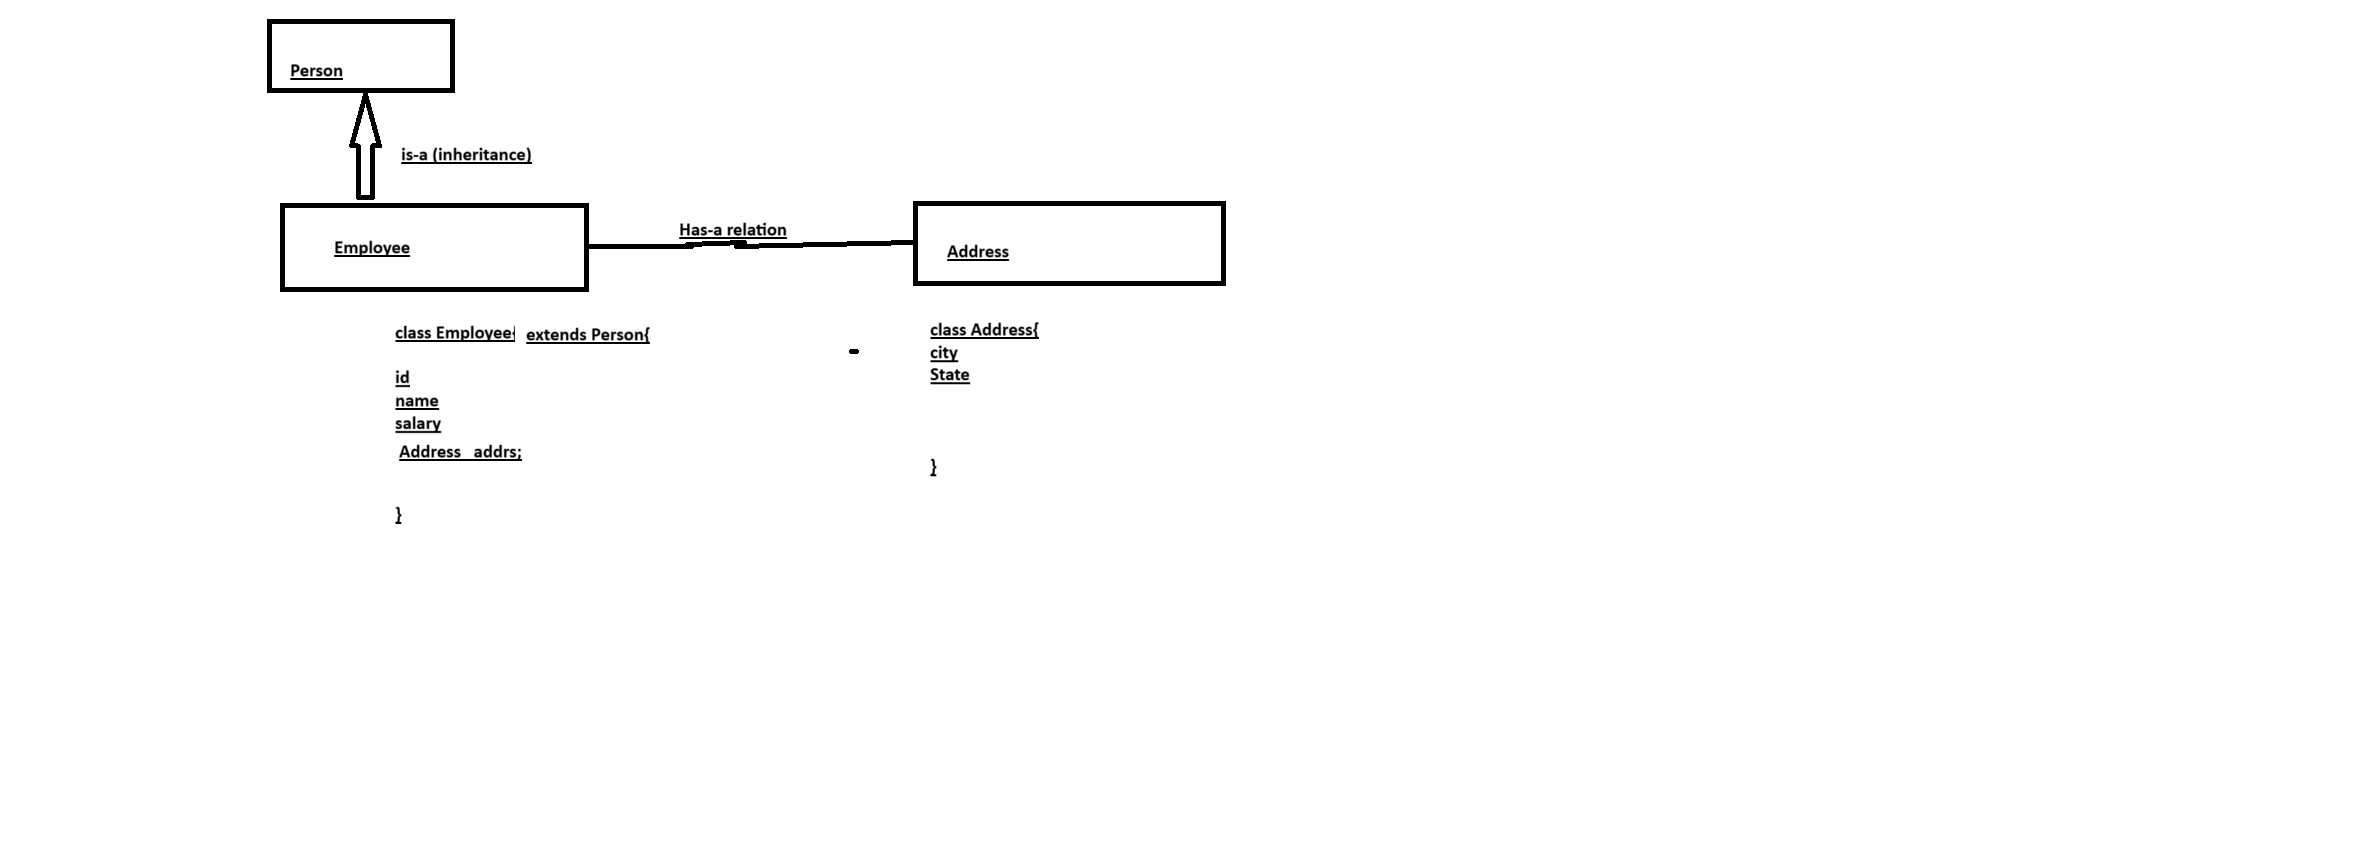 Person
is-a (inheritance)
Has-a relation
Employee
Address
class Employee{ extends Person{
id
name
salary
Address addrs;
}
class Address{
city
State
}